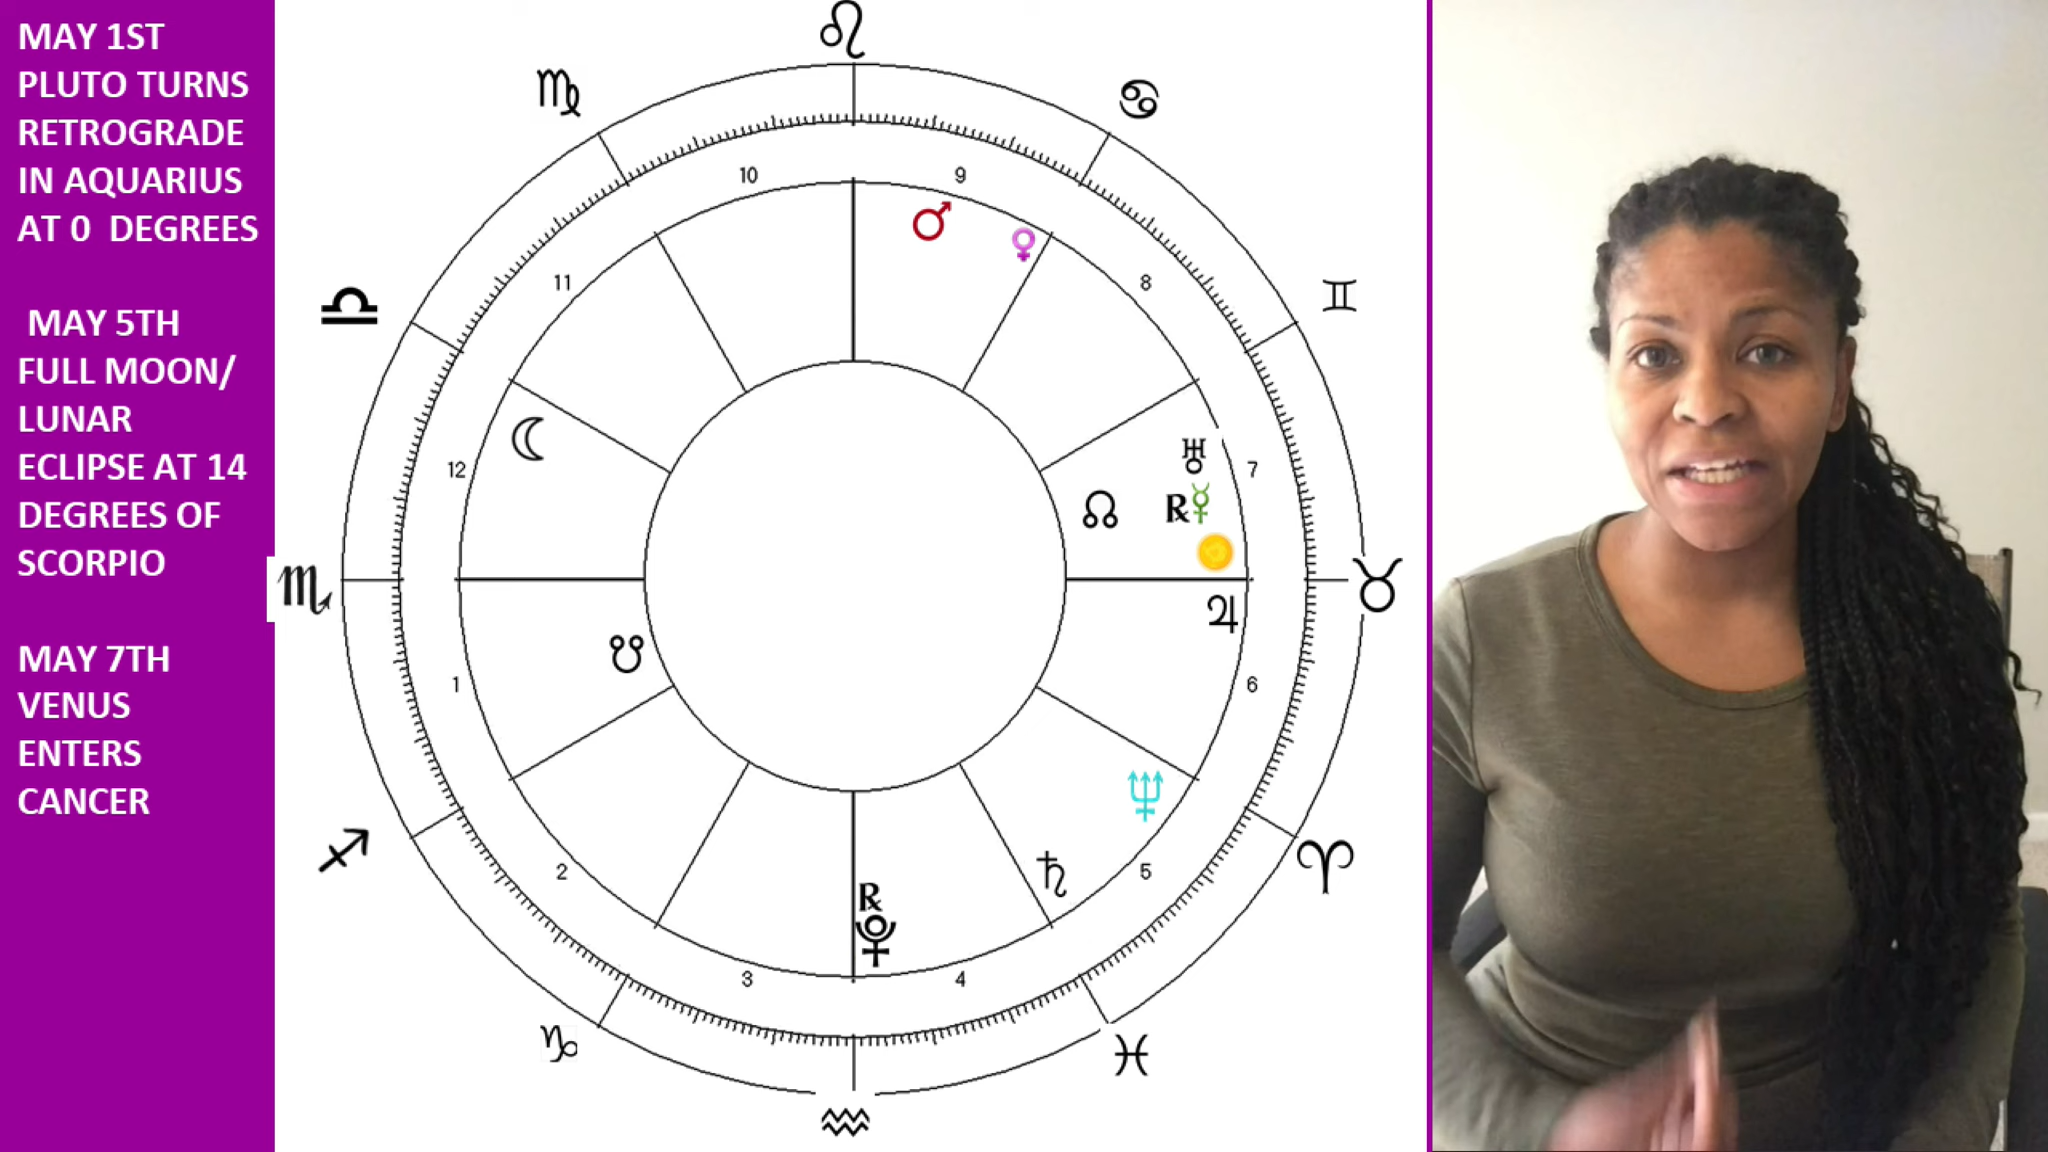 MAY 1ST
PLUTO TURNS
RETROGRADE
IN AQUARIUS
AT 0 DEGREES
MAY 5TH
FULL MOON/
LUNAR
ECLIPSE AT 14
DEGREES OF
SCORPIO
MAY 7TH
VENUS
ENTERS
CANCER
♌
♍ ♋
10 9
♂ ♀
11 8
♎ ♊
☾ ♅
12 7
☊ ℞ ☿
♏ ♉
♃
☋
1 6
♆
♐ ♈
2 ♄ 5
℞
♇
3 4
♑ ♓
♒